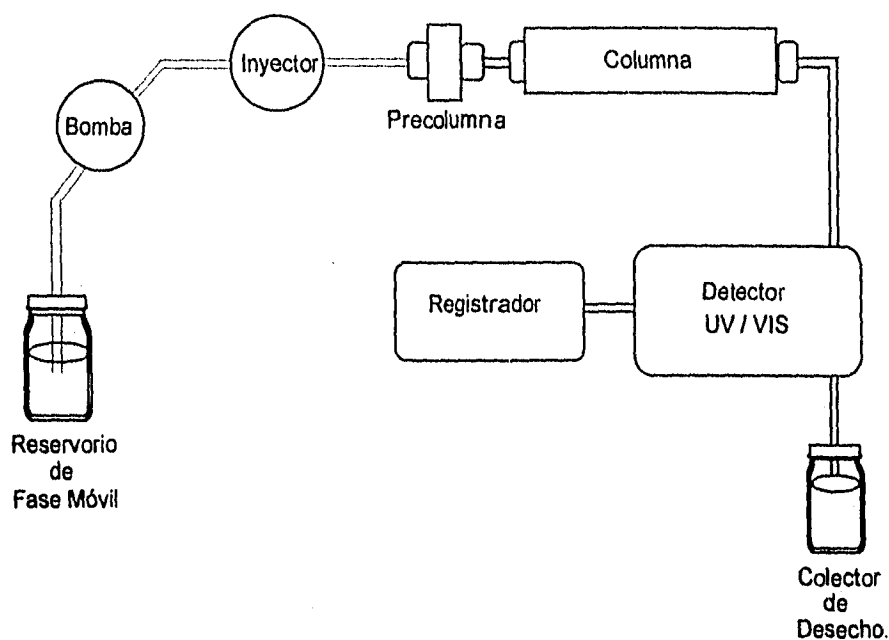 Inyector
Columna
Bomba
Precolumna
Registrador
Detector
UV / VIS
Reservorio
de
Fase Móvil
Colector
de
Desecho.